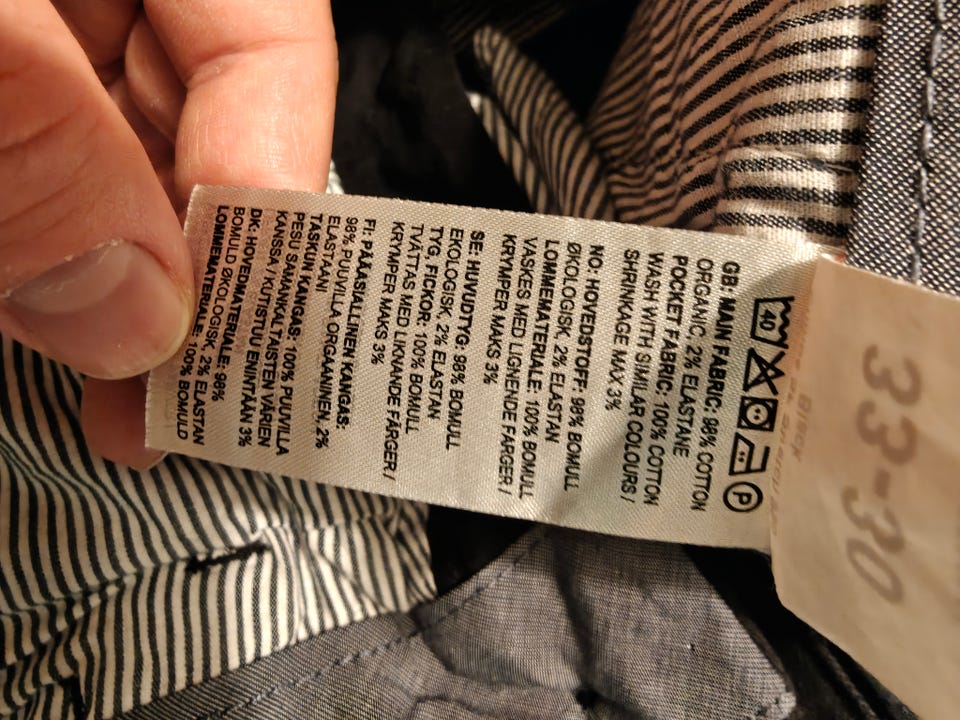 40 P
GB: MAIN FABRIC: 98% COTTON
ORGANIC, 2% ELASTANE
POCKET FABRIC: 100% COTTON
WASH WITH SIMILAR COLOURS /
SHRINKAGE MAX 3%
NO: HOVEDSTOFF: 98% BOMULL
ØKOLOGISK, 2% ELASTAN
LOMMEMATERIALE: 100% BOMULL
VASKES MED LIGNENDE FARGER /
KRYMPER MAKS 3%
SE: HUVUDTYG: 98% BOMULL
EKOLOGISK, 2% ELASTAN
TYG, FICKOR: 100% BOMULL
TVÄTTAS MED LIKNANDE FÄRGER /
KRYMPER MAKS 3%
FI: PÄÄASIALLINEN KANGAS:
98% PUUVILLA ORGAANINEN, 2%
ELASTAANI
TASKUN KANGAS: 100% PUUVILLA
PESU SAMANKALTAISTEN VÄRIEN
KANSSA / KUTISTUU ENINTÄÄN 3%
DK: HOVEDMATERIALE: 98%
BOMULD ØKOLOGISK, 2% ELASTAN
LOMMEMATERIALE: 100% BOMULD
33-30